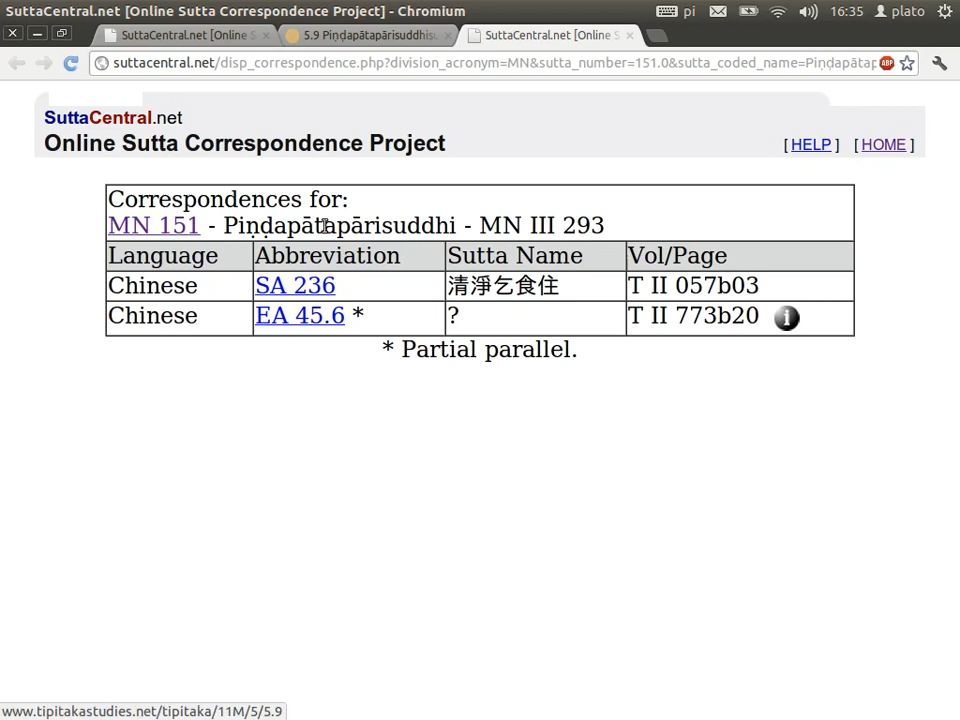 SuttaCentral.net [Online Sutta Correspondence Project] - Chromium
pi 16:35 plato
SuttaCentral.net [Online S
5.9 Piṇḍapātapārisuddhisu
SuttaCentral.net [Online S
suttacentral.net/disp_correspondence.php?division_acronym=MN&sutta_number=151.0&sutta_coded_name=Piṇḍapātap
ABP
SuttaCentral.net
Online Sutta Correspondence Project
[ HELP ] [ HOME ]
Correspondences for:
MN 151 - Piṇḍapātapārisuddhi - MN III 293
Language Abbreviation Sutta Name Vol/Page
Chinese SA 236 清淨乞食住 T II 057b03
Chinese EA 45.6 * ? T II 773b20 i
* Partial parallel.
www.tipitakastudies.net/tipitaka/11M/5/5.9